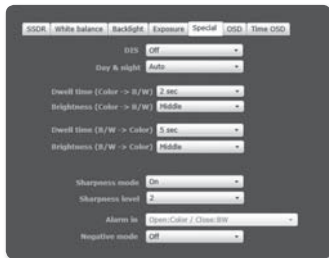 SSDR White balance Backlight Exposure Special OSD Time OSD
DIS Off
Day & night Auto
Dwell time (Color -> B/W) 2 sec
Brightness (Color -> B/W) Middle
Dwell time (B/W -> Color) 5 sec
Brightness (B/W -> Color) Middle
Sharpness mode On
Sharpness level 2
Alarm in Open:Color / Close:BW
Negative mode Off